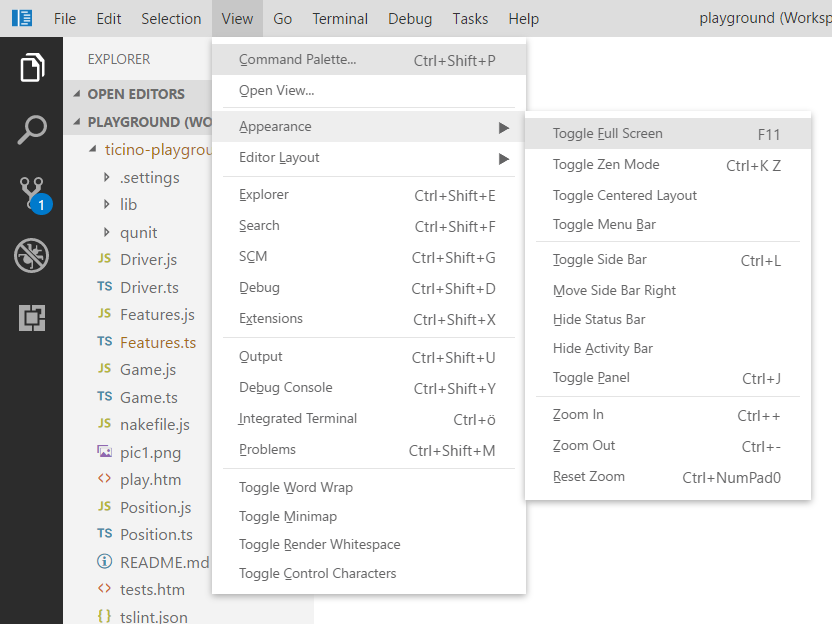 File Edit Selection View Go Terminal Debug Tasks Help playground (Worksp
EXPLORER
OPEN EDITORS
PLAYGROUND (WO
ticino-playgrou
.settings
lib
qunit
JS Driver.js
TS Driver.ts
JS Features.js
TS Features.ts
JS Game.js
TS Game.ts
JS nakefile.js
pic1.png
<> play.htm
JS Position.js
TS Position.ts
README.md
<> tests.htm
{} tslint.json
1
Command Palette... Ctrl+Shift+P
Open View...
Appearance
Editor Layout
Explorer Ctrl+Shift+E
Search Ctrl+Shift+F
SCM Ctrl+Shift+G
Debug Ctrl+Shift+D
Extensions Ctrl+Shift+X
Output Ctrl+Shift+U
Debug Console Ctrl+Shift+Y
Integrated Terminal Ctrl+ö
Problems Ctrl+Shift+M
Toggle Word Wrap
Toggle Minimap
Toggle Render Whitespace
Toggle Control Characters
Toggle Full Screen F11
Toggle Zen Mode Ctrl+K Z
Toggle Centered Layout
Toggle Menu Bar
Toggle Side Bar Ctrl+L
Move Side Bar Right
Hide Status Bar
Hide Activity Bar
Toggle Panel Ctrl+J
Zoom In Ctrl++
Zoom Out Ctrl+-
Reset Zoom Ctrl+NumPad0